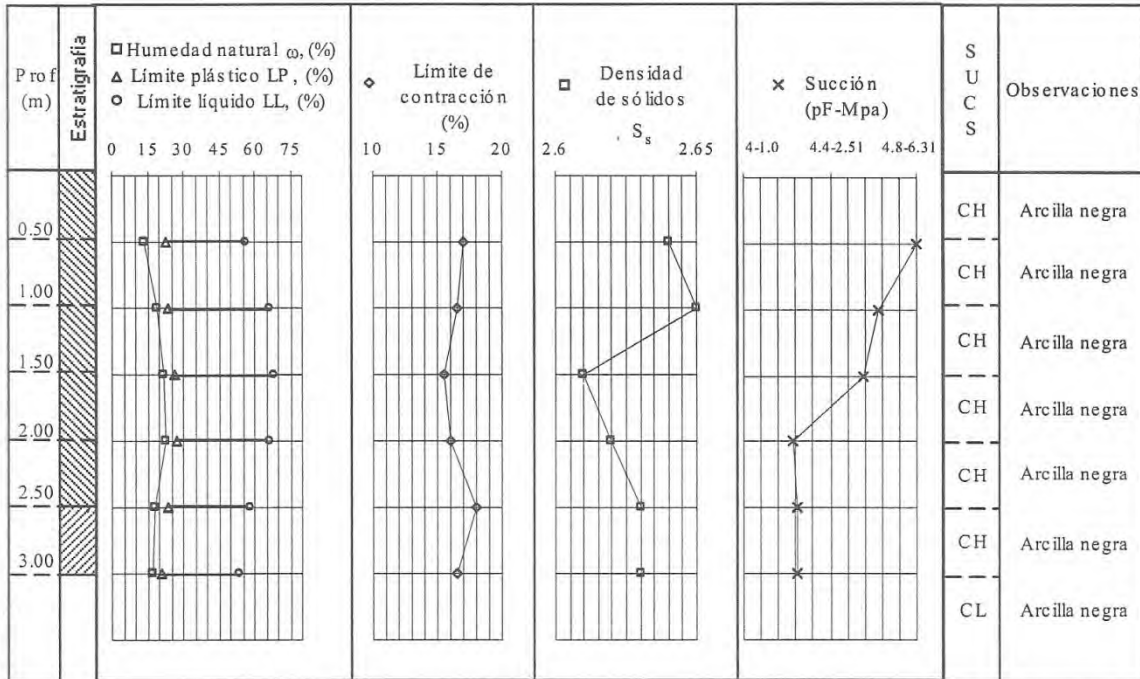 Prof
(m)
Estratigrafia
Humedad natural ω, (%)
Límite plástico LP, (%)
Límite líquido LL, (%)
0 15 30 45 60 75
Límite de
contracción
(%)
10 20
Densidad
de sólidos
Ss
2.6 2.65
Succión
(pF-Mpa)
4-1.0 4.4-2.51 4.8-6.31
S
U
C
S
Observaciones
CH Arcilla negra
0.50
CH Arcilla negra
1.00
CH Arcilla negra
1.50
CH Arcilla negra
2.00
CH Arcilla negra
2.50
CH Arcilla negra
3.00
CL Arcilla negra